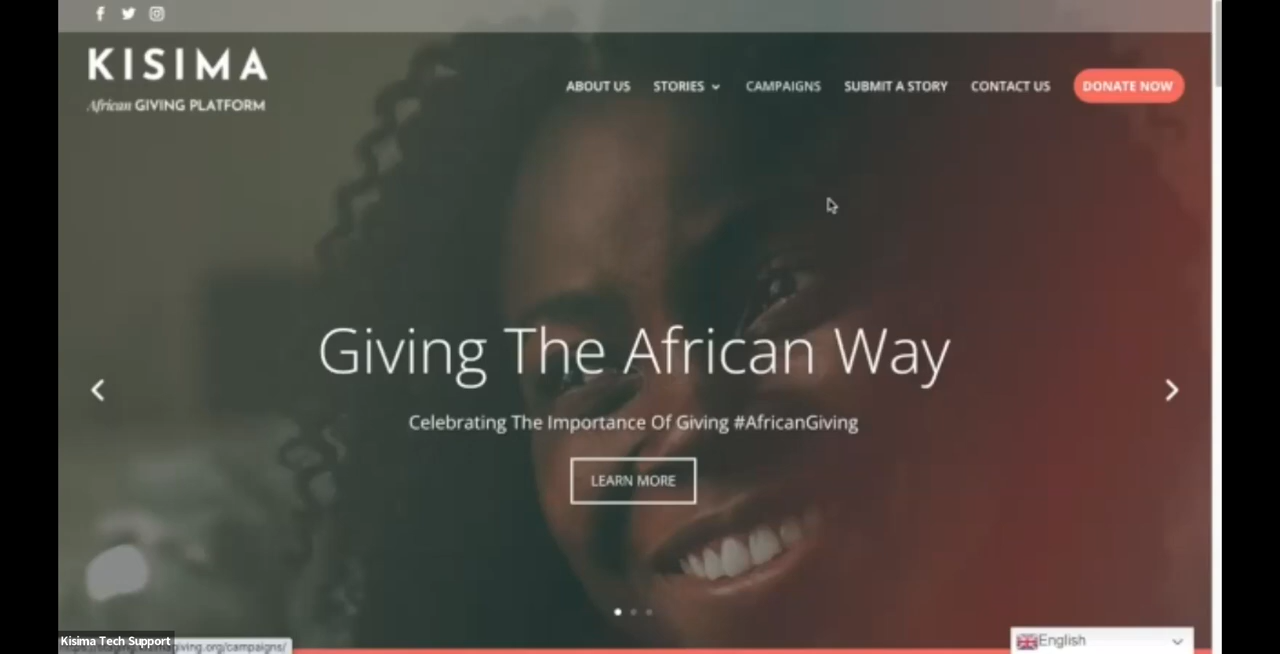 KISIMA
African GIVING PLATFORM
ABOUT US STORIES CAMPAIGNS SUBMIT A STORY CONTACT US DONATE NOW
Giving The African Way
Celebrating The Importance Of Giving #AfricanGiving
LEARN MORE
Kisima Tech Support
giving.org/campaigns/
English